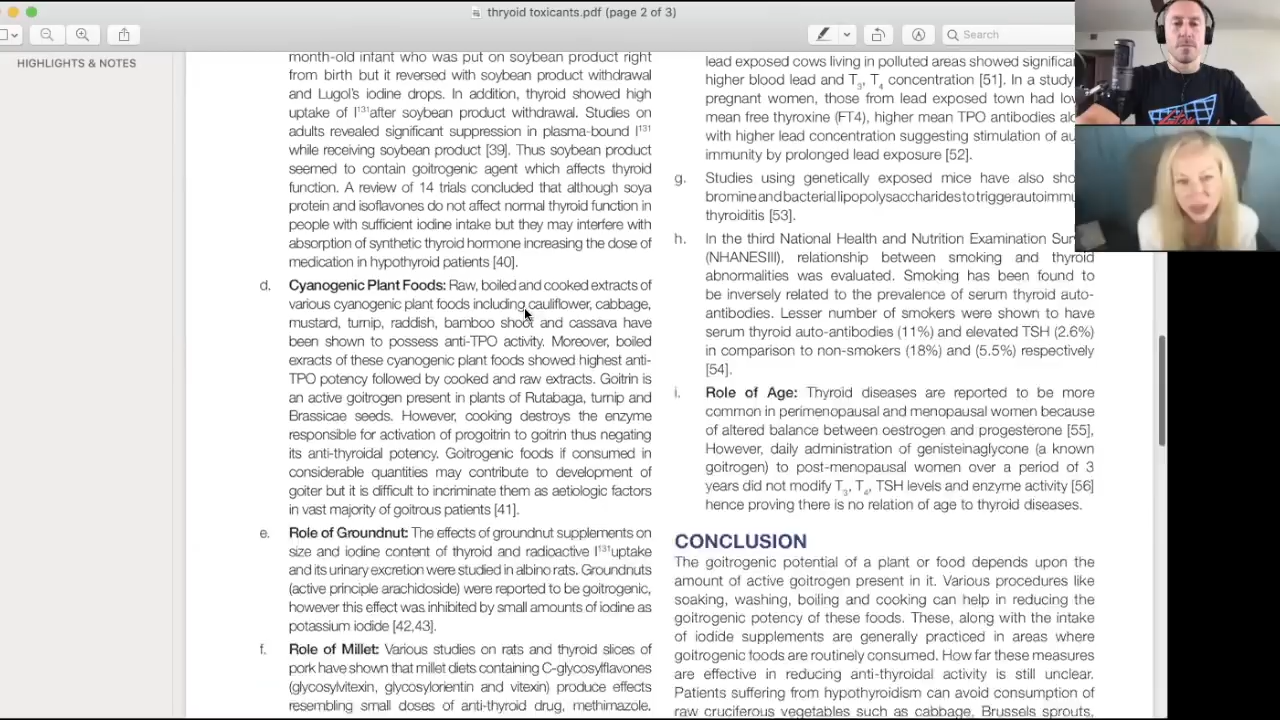 thryoid toxicants.pdf (page 2 of 3)
Search
HIGHLIGHTS & NOTES
month-old infant who was put on soybean product right
from birth but it reversed with soybean product withdrawal
and Lugol's iodine drops. In addition, thyroid showed high
uptake of I131after soybean product withdrawal. Studies on
adults revealed significant suppression in plasma-bound I131
while receiving soybean product [39]. Thus soybean product
seemed to contain goitrogenic agent which affects thyroid
function. A review of 14 trials concluded that although soya
protein and isoflavones do not affect normal thyroid function in
people with sufficient iodine intake but they may interfere with
absorption of synthetic thyroid hormone increasing the dose of
medication in hypothyroid patients [40].
d. Cyanogenic Plant Foods: Raw, boiled and cooked extracts of
various cyanogenic plant foods including cauliflower, cabbage,
mustard, turnip, raddish, bamboo shoot and cassava have
been shown to possess anti-TPO activity. Moreover, boiled
exracts of these cyanogenic plant foods showed highest anti-
TPO potency followed by cooked and raw extracts. Goitrin is
an active goitrogen present in plants of Rutabaga, turnip and
Brassicae seeds. However, cooking destroys the enzyme
responsible for activation of progoitrin to goitrin thus negating
its anti-thyroidal potency. Goitrogenic foods if consumed in
considerable quantities may contribute to development of
goiter but it is difficult to incriminate them as aetiologic factors
in vast majority of goitrous patients [41].
e. Role of Groundnut: The effects of groundnut supplements on
size and iodine content of thyroid and radioactive I131uptake
and its urinary excretion were studied in albino rats. Groundnuts
(active principle arachidoside) were reported to be goitrogenic,
however this effect was inhibited by small amounts of iodine as
potassium iodide [42,43].
f. Role of Millet: Various studies on rats and thyroid slices of
pork have shown that millet diets containing C-glycosyflavones
(glycosylvitexin, glycosylorientin and vitexin) produce effects
resembling small doses of anti-thyroid drug, methimazole.
lead exposed cows living in polluted areas showed significant
higher blood lead and T3, T4 concentration [51]. In a study
pregnant women, those from lead exposed town had
mean free thyroxine (FT4), higher mean TPO antibodies
with higher lead concentration suggesting stimulation of
immunity by prolonged lead exposure [52].
g. Studies using genetically exposed mice have also
bromine and bacterial lipopolysaccharides to trigger
thyroiditis [53].
h. In the third National Health and Nutrition Examination
(NHANESIII), relationship between smoking and thyroid
abnormalities was evaluated. Smoking has been found to
be inversely related to the prevalence of serum thyroid auto-
antibodies. Lesser number of smokers were shown to have
serum thyroid auto-antibodies (11%) and elevated TSH (2.6%)
in comparison to non-smokers (18%) and (5.5%) respectively
[54].
i. Role of Age: Thyroid diseases are reported to be more
common in perimenopausal and menopausal women because
of altered balance between oestrogen and progesterone [55],
However, daily administration of genisteinaglycone (a known
goitrogen) to post-menopausal women over a period of 3
years did not modify T3, T4, TSH levels and enzyme activity [56]
hence proving there is no relation of age to thyroid diseases.
CONCLUSION
The goitrogenic potential of a plant or food depends upon the
amount of active goitrogen present in it. Various procedures like
soaking, washing, boiling and cooking can help in reducing the
goitrogenic potency of these foods. These, along with the intake
of iodide supplements are generally practiced in areas where
goitrogenic foods are routinely consumed. How far these measures
are effective in reducing anti-thyroidal activity is still unclear.
Patients suffering from hypothyroidism can avoid consumption of
raw cruciferous vegetables such as cabbage, Brussels sprouts,